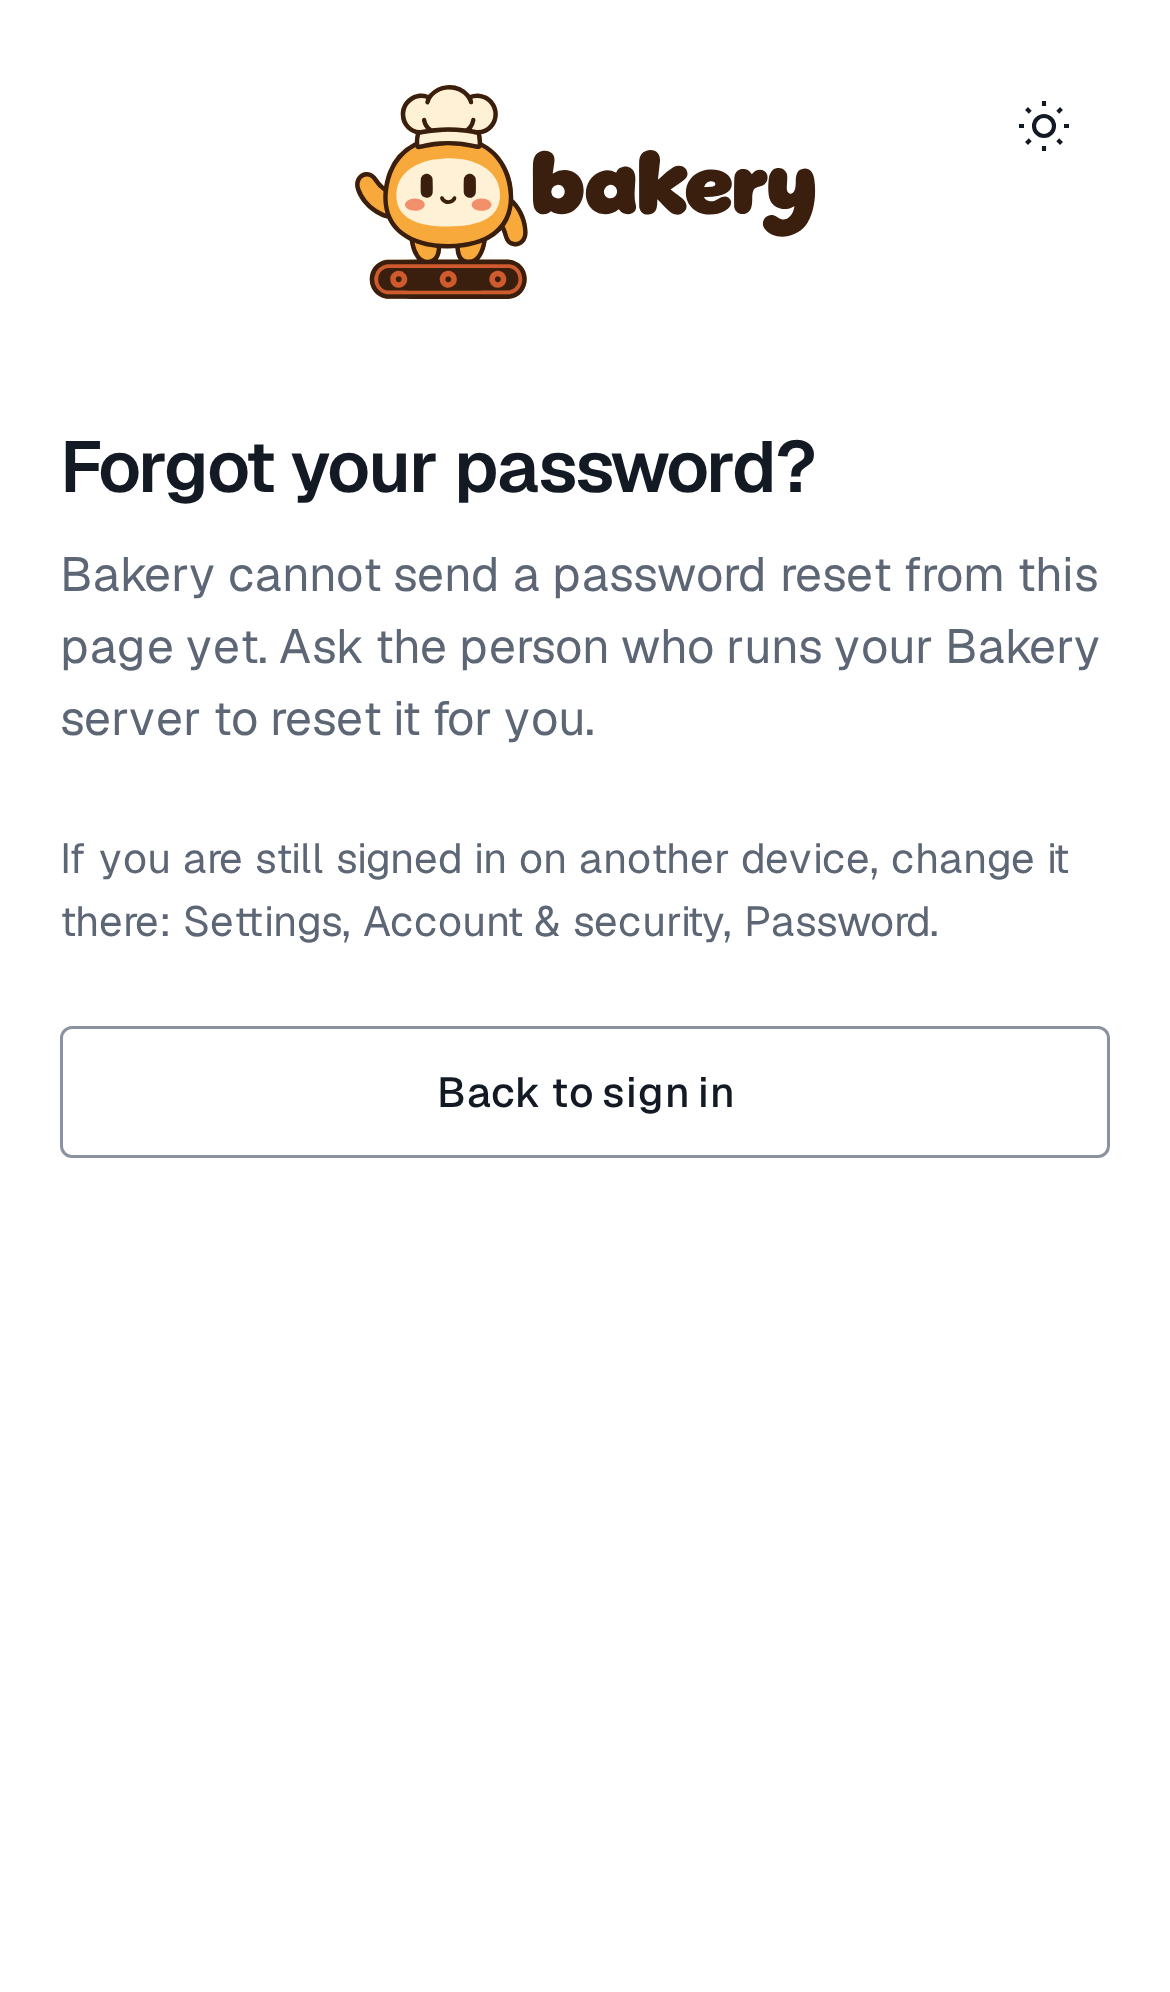 bakery
Forgot your password?
Bakery cannot send a password reset from this
page yet. Ask the person who runs your Bakery
server to reset it for you.
If you are still signed in on another device, change it
there: Settings, Account & security, Password.
Back to sign in